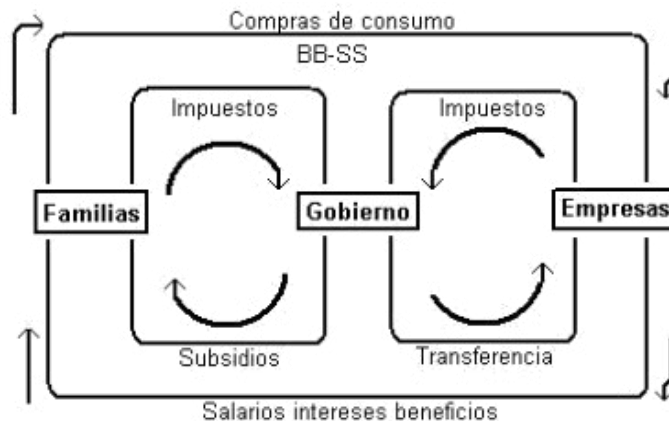 Compras de consumo
BB-SS
Impuestos
Impuestos
Familias
Gobierno
Empresas
Subsidios
Transferencia
Salarios intereses beneficios